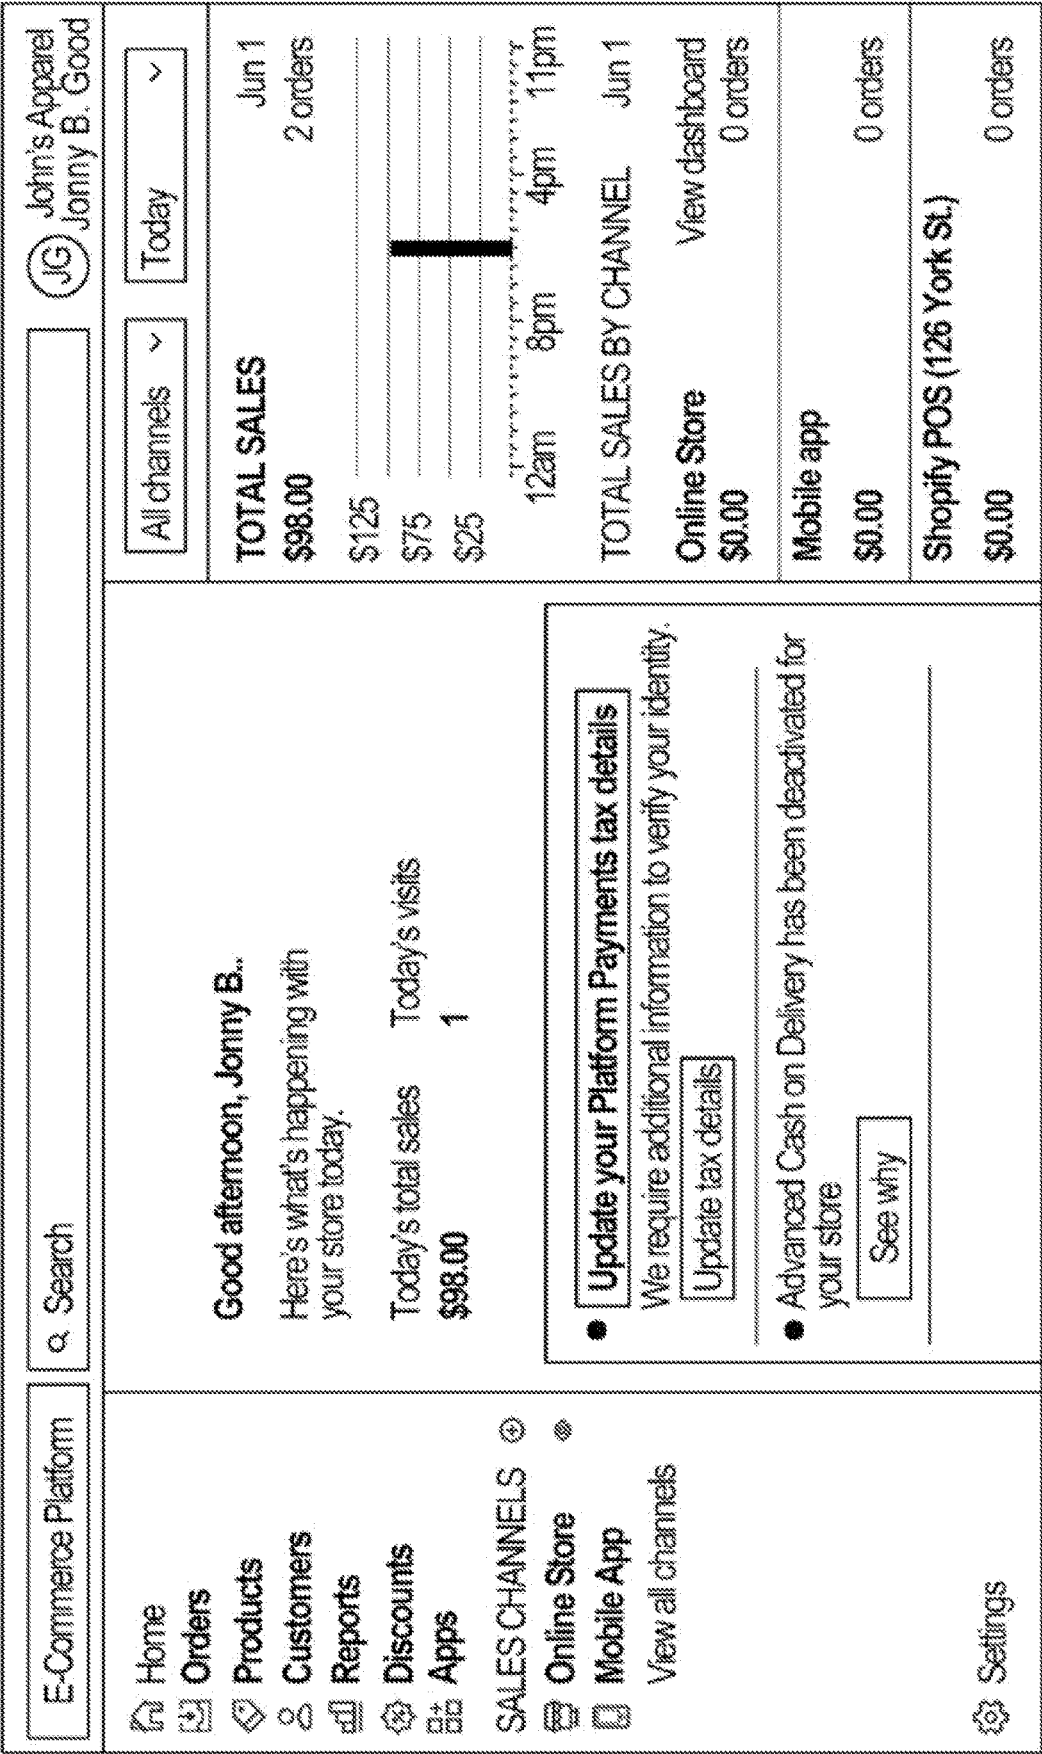 E-Commerce Platform
Search
JG
John's Apparel
Jonny B. Good
Home
Orders
Products
Customers
Reports
Discounts
Apps
SALES CHANNELS
Online Store
Mobile App
View all channels
Settings
Good afternoon, Jonny B..
Here's what's happening with
your store today.
Today's total sales Today's visits
$98.00 1
Update your Platform Payments tax details
We require additional information to verify your identity.
Update tax details
Advanced Cash on Delivery has been deactivated for
your store
See why
All channels Today
TOTAL SALES Jun 1
$98.00 2 orders
$125
$75
$25
12am 8pm 4pm 11pm
TOTAL SALES BY CHANNEL Jun 1
Online Store View dashboard
$0.00 0 orders
Mobile app
$0.00 0 orders
Shopify POS (126 York St.)
$0.00 0 orders